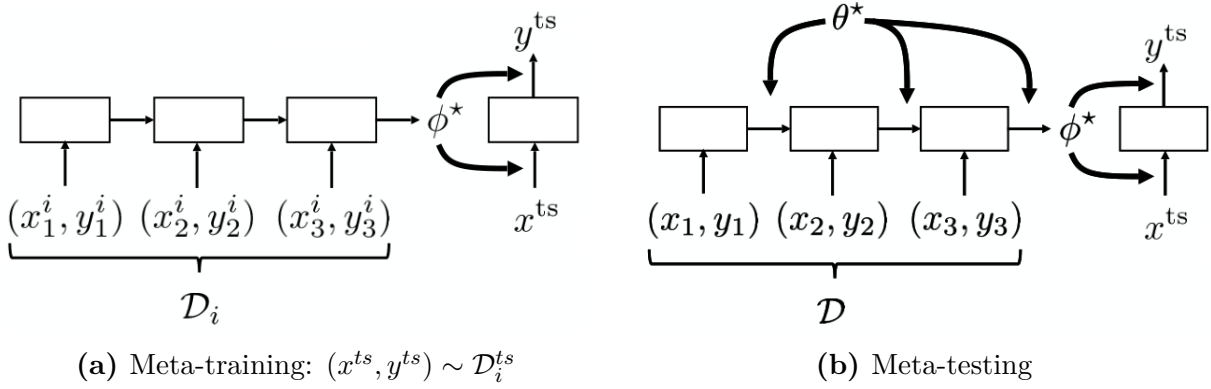 y^ts
ϕ^⋆
(x_1^i, y_1^i) (x_2^i, y_2^i) (x_3^i, y_3^i) x^ts
𝒟_i
(a) Meta-training: (x^{ts}, y^{ts}) ∼ 𝒟_i^{ts}
θ^⋆
y^ts
ϕ^⋆
(x_1, y_1) (x_2, y_2) (x_3, y_3) x^ts
𝒟
(b) Meta-testing